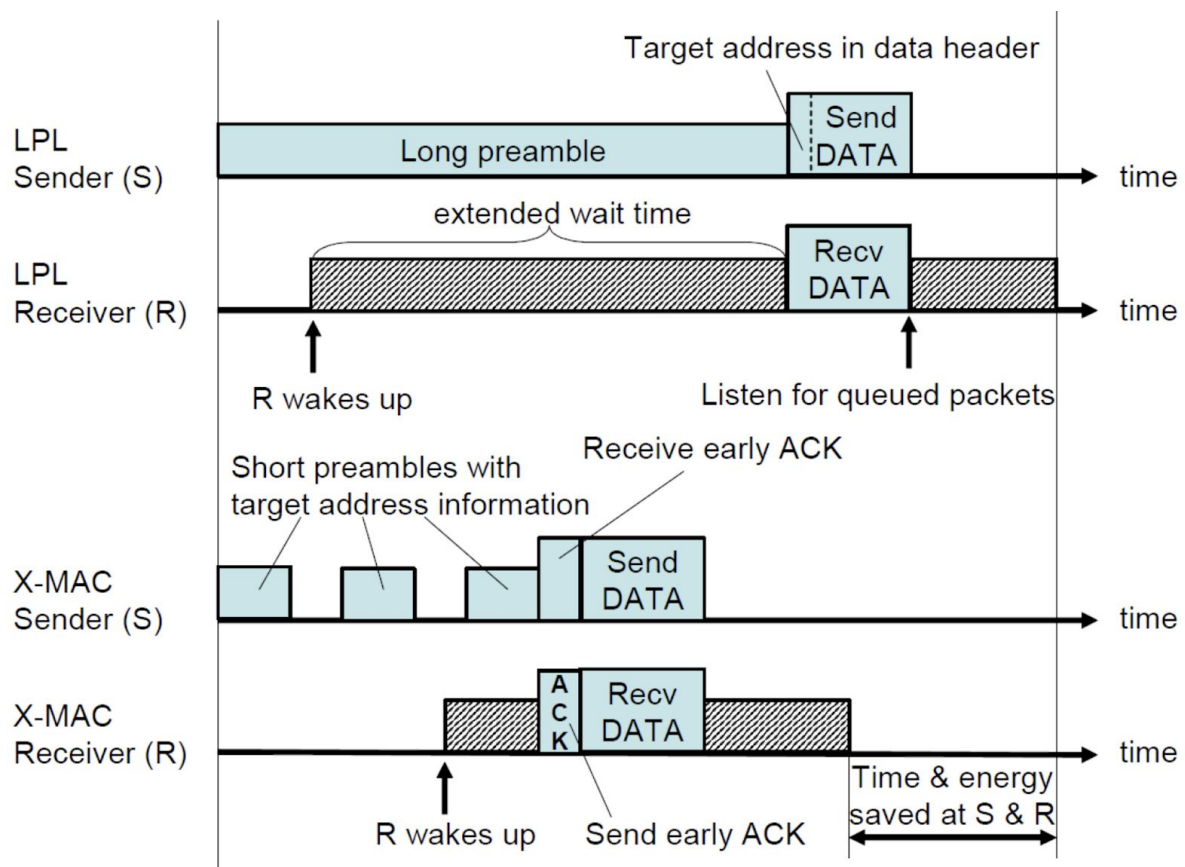 Target address in data header
LPL
Sender (S)
Long preamble
Send
DATA
time
extended wait time
LPL
Receiver (R)
Recv
DATA
time
R wakes up
Listen for queued packets
Receive early ACK
Short preambles with
target address information
X-MAC
Sender (S)
Send
DATA
time
X-MAC
Receiver (R)
A
C
K
Recv
DATA
time
R wakes up
Send early ACK
Time & energy
saved at S & R